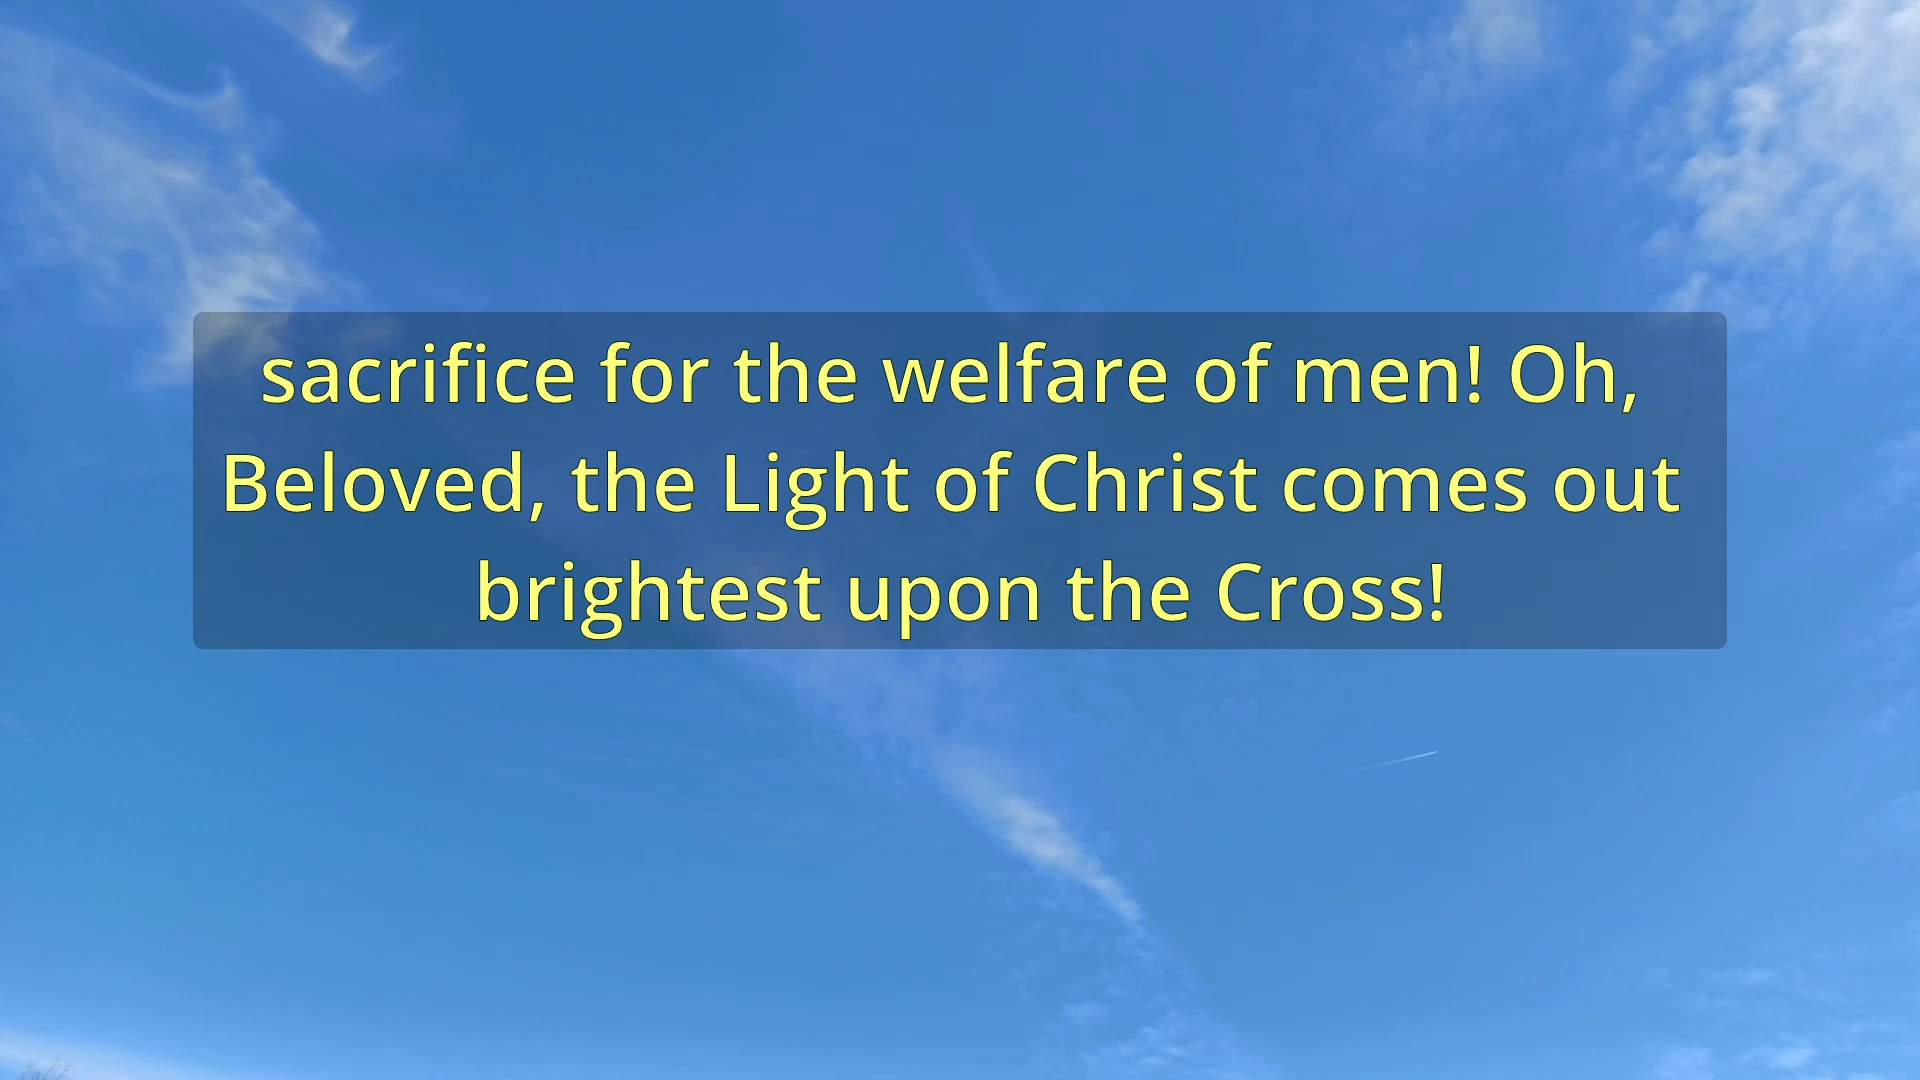 sacrifice for the welfare of men! Oh,
Beloved, the Light of Christ comes out
brightest upon the Cross!